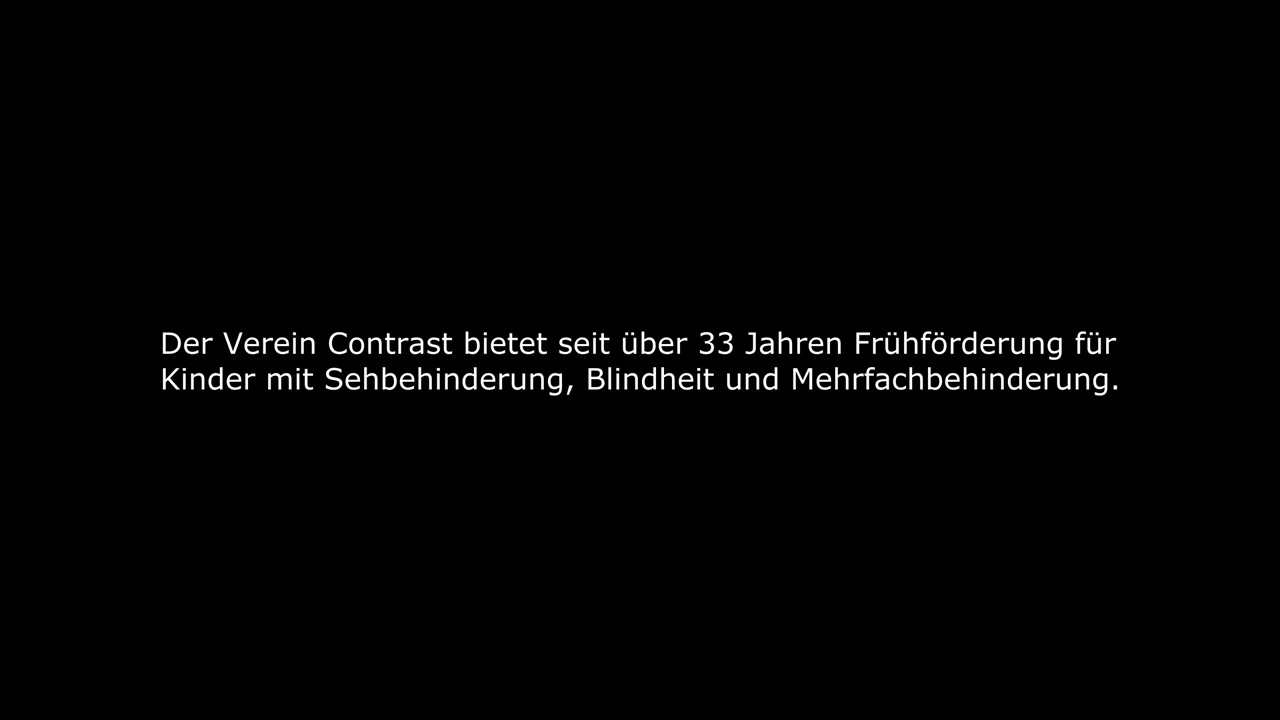 Der Verein Contrast bietet seit über 33 Jahren Frühförderung für
Kinder mit Sehbehinderung, Blindheit und Mehrfachbehinderung.